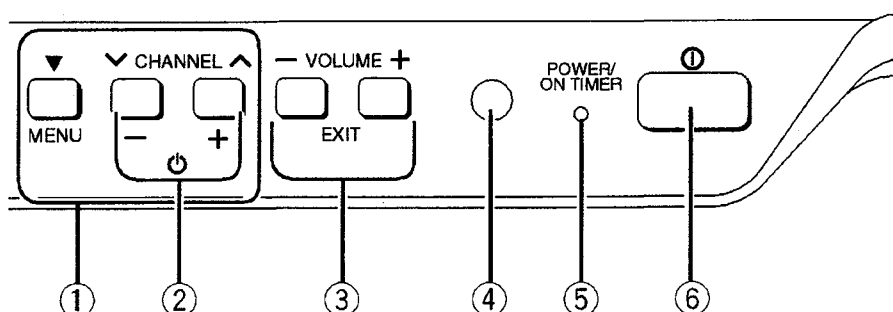 ▼ ∨ CHANNEL ∧ − VOLUME +
POWER/
ON TIMER
MENU − + EXIT
① ② ③ ④ ⑤ ⑥